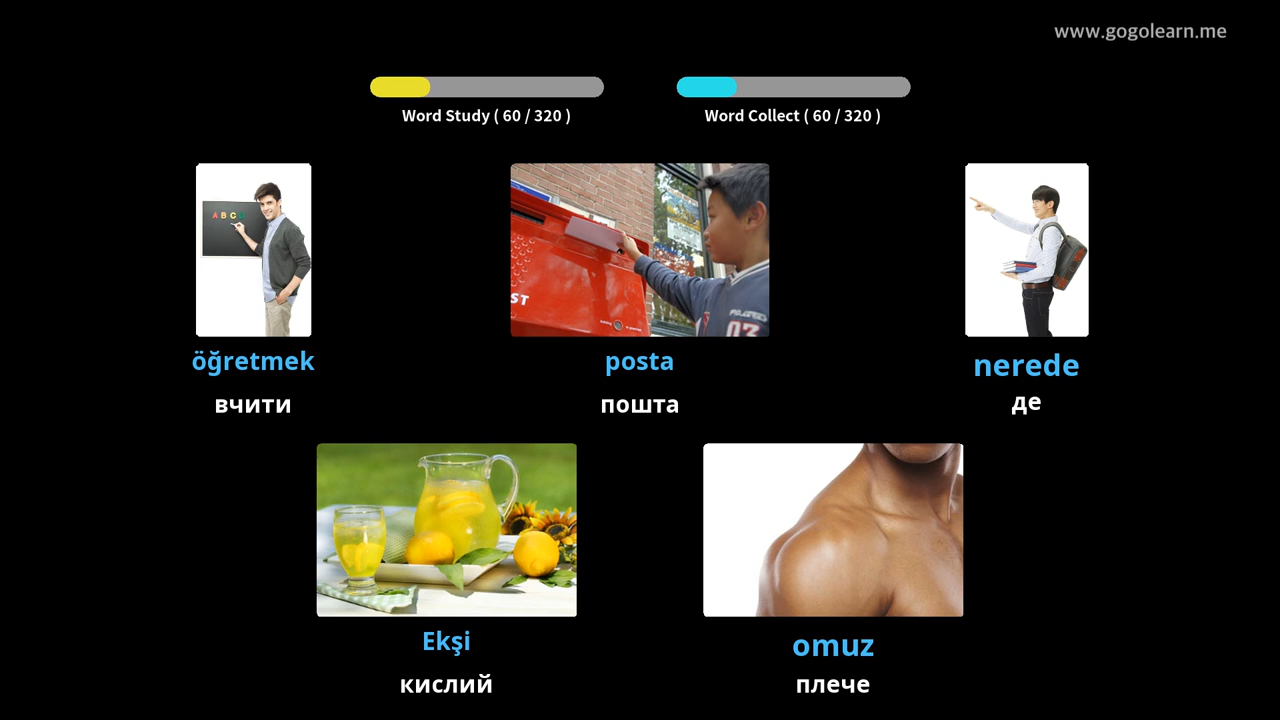 www.gogolearn.me
Word Study ( 60 / 320 )
Word Collect ( 60 / 320 )
A B C D
ST
öğretmek
posta
nerede
вчити
пошта
де
Ekşi
omuz
кислий
плече